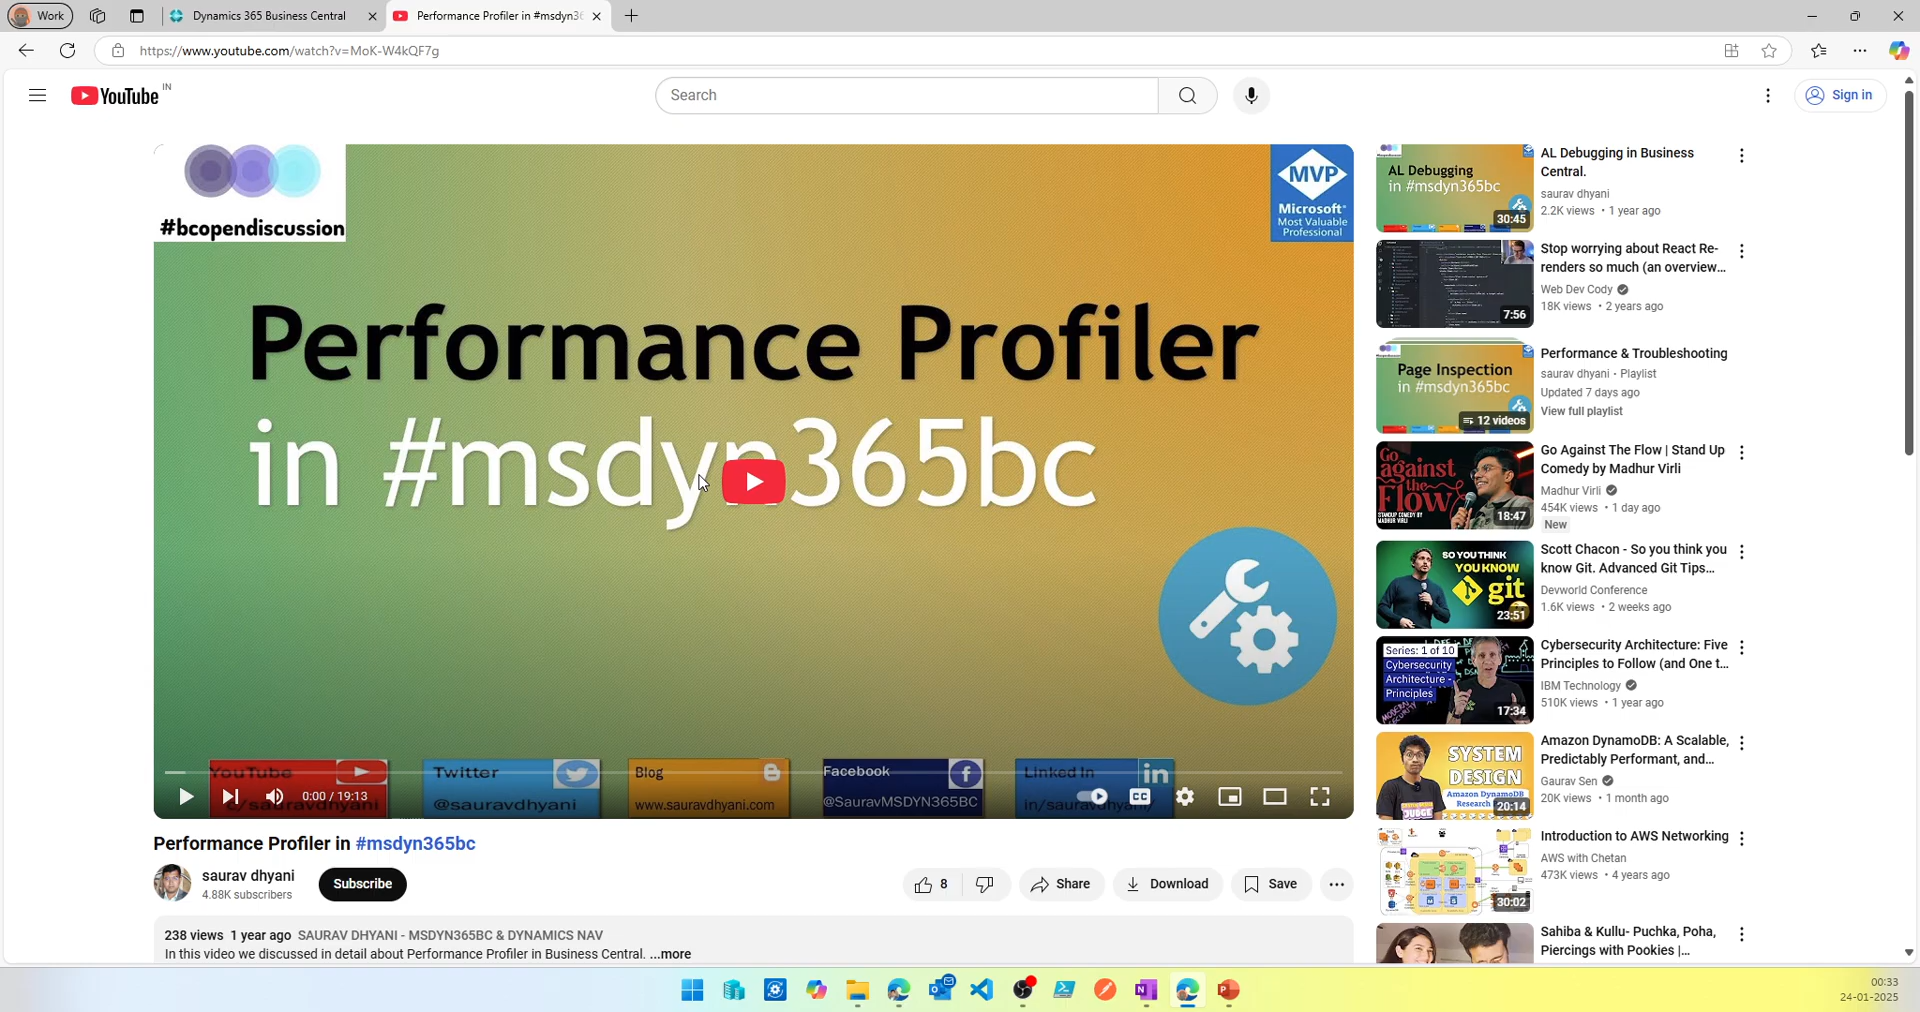 Work
Dynamics 365 Business Central
Performance Profiler in #msdyn36
https://www.youtube.com/watch?v=MoK-W4kQF7g
YouTube IN
Search
Sign in
#bcopendiscussion
MVP
Microsoft®
Most Valuable
Professional
Performance Profiler
in #msdyn365bc
YouTube
Twitter
@sauravdhyani
Blog
www.sauravdhyani.com
Facebook
@SauravMSDYN365BC
Linked In
in/sauravdhyani
0:00 / 19:13
CC
Performance Profiler in #msdyn365bc
saurav dhyani
4.88K subscribers
Subscribe
8
Share
Download
Save
238 views 1 year ago SAURAV DHYANI - MSDYN365BC & DYNAMICS NAV
In this video we discussed in detail about Performance Profiler in Business Central. ...more
AL Debugging
in #msdyn365bc
30:45
AL Debugging in Business
Central.
saurav dhyani
2.2K views • 1 year ago
7:56
Stop worrying about React Re-
renders so much (an overview...
Web Dev Cody
18K views • 2 years ago
Page Inspection
in #msdyn365bc
12 videos
Performance & Troubleshooting
saurav dhyani • Playlist
Updated 7 days ago
View full playlist
Go
against
the
Flow
STANDUP COMEDY BY
MADHUR VIRLI
18:47
Go Against The Flow | Stand Up
Comedy by Madhur Virli
Madhur Virli
454K views • 1 day ago
New
SO YOU THINK
YOU KNOW
git
23:51
Scott Chacon - So you think you
know Git. Advanced Git Tips...
Devworld Conference
1.6K views • 2 weeks ago
Series: 1 of 10
Cybersecurity
Architecture -
Principles
17:34
Cybersecurity Architecture: Five
Principles to Follow (and One t...
IBM Technology
510K views • 1 year ago
SYSTEM
DESIGN
Amazon DynamoDB
Research
20:14
Amazon DynamoDB: A Scalable,
Predictably Performant, and...
Gaurav Sen
20K views • 1 month ago
30:02
Introduction to AWS Networking
AWS with Chetan
473K views • 4 years ago
Sahiba & Kullu- Puchka, Poha,
Piercings with Pookies |...
00:33
24-01-2025